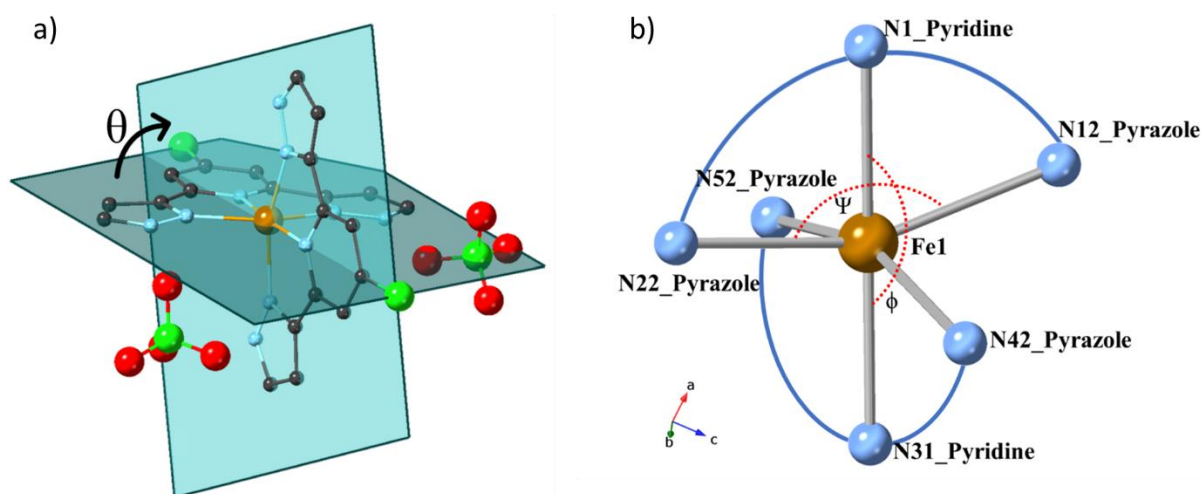 a)
θ
b)
N1_Pyridine
N12_Pyrazole
N52_Pyrazole
Ψ
Fe1
N22_Pyrazole
ϕ
N42_Pyrazole
a
b
c
N31_Pyridine